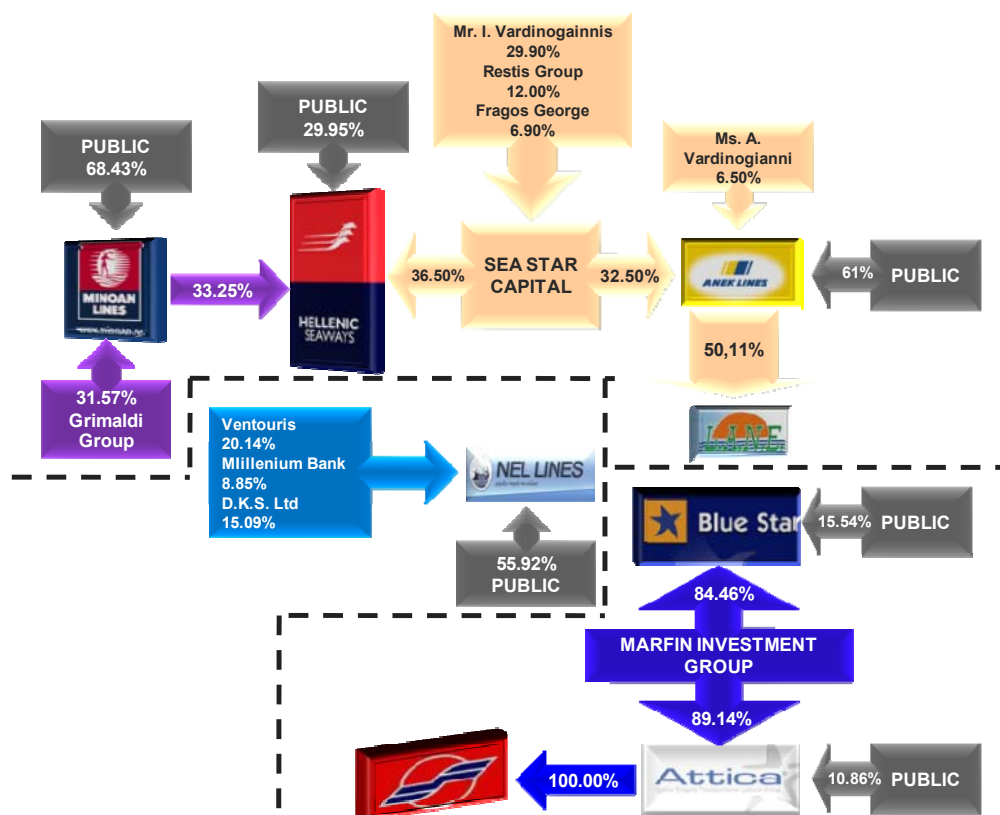 Mr. I. Vardinogainnis
29.90%
Restis Group
12.00%
Fragos George
6.90%
PUBLIC
29.95%
PUBLIC
68.43%
Ms. A.
Vardinogianni
6.50%
MINOAN
LINES
33.25%
HELLENIC
SEAWAYS
36.50%
SEA STAR
CAPITAL
32.50%
ANEK LINES
61%
PUBLIC
50,11%
31.57%
Grimaldi
Group
L.A.N.E
Ventouris
20.14%
Mlillenium Bank
8.85%
D.K.S. Ltd
15.09%
NEL LINES
55.92%
PUBLIC
Blue Star
15.54%
PUBLIC
84.46%
MARFIN INVESTMENT
GROUP
89.14%
100.00%
Attica
10.86%
PUBLIC